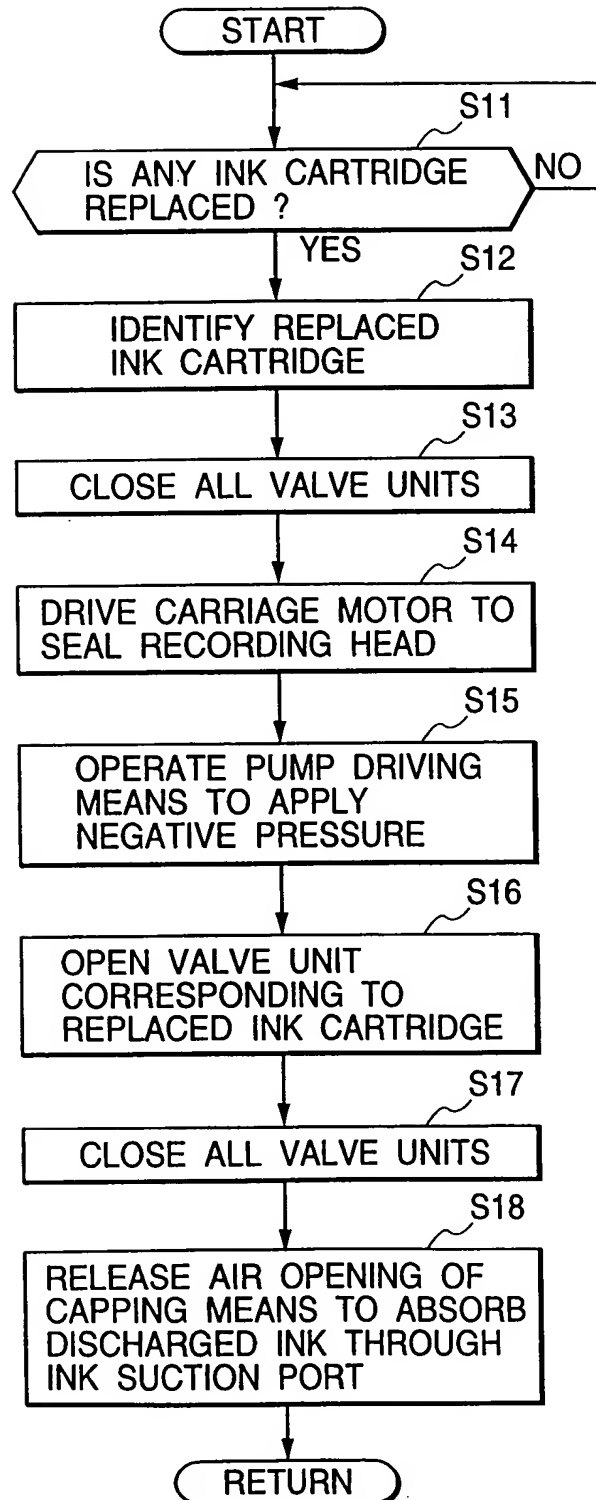 START
S11
IS ANY INK CARTRIDGE
REPLACED ?
NO
YES
S12
IDENTIFY REPLACED
INK CARTRIDGE
S13
CLOSE ALL VALVE UNITS
S14
DRIVE CARRIAGE MOTOR TO
SEAL RECORDING HEAD
S15
OPERATE PUMP DRIVING
MEANS TO APPLY
NEGATIVE PRESSURE
S16
OPEN VALVE UNIT
CORRESPONDING TO
REPLACED INK CARTRIDGE
S17
CLOSE ALL VALVE UNITS
S18
RELEASE AIR OPENING OF
CAPPING MEANS TO ABSORB
DISCHARGED INK THROUGH
INK SUCTION PORT
RETURN